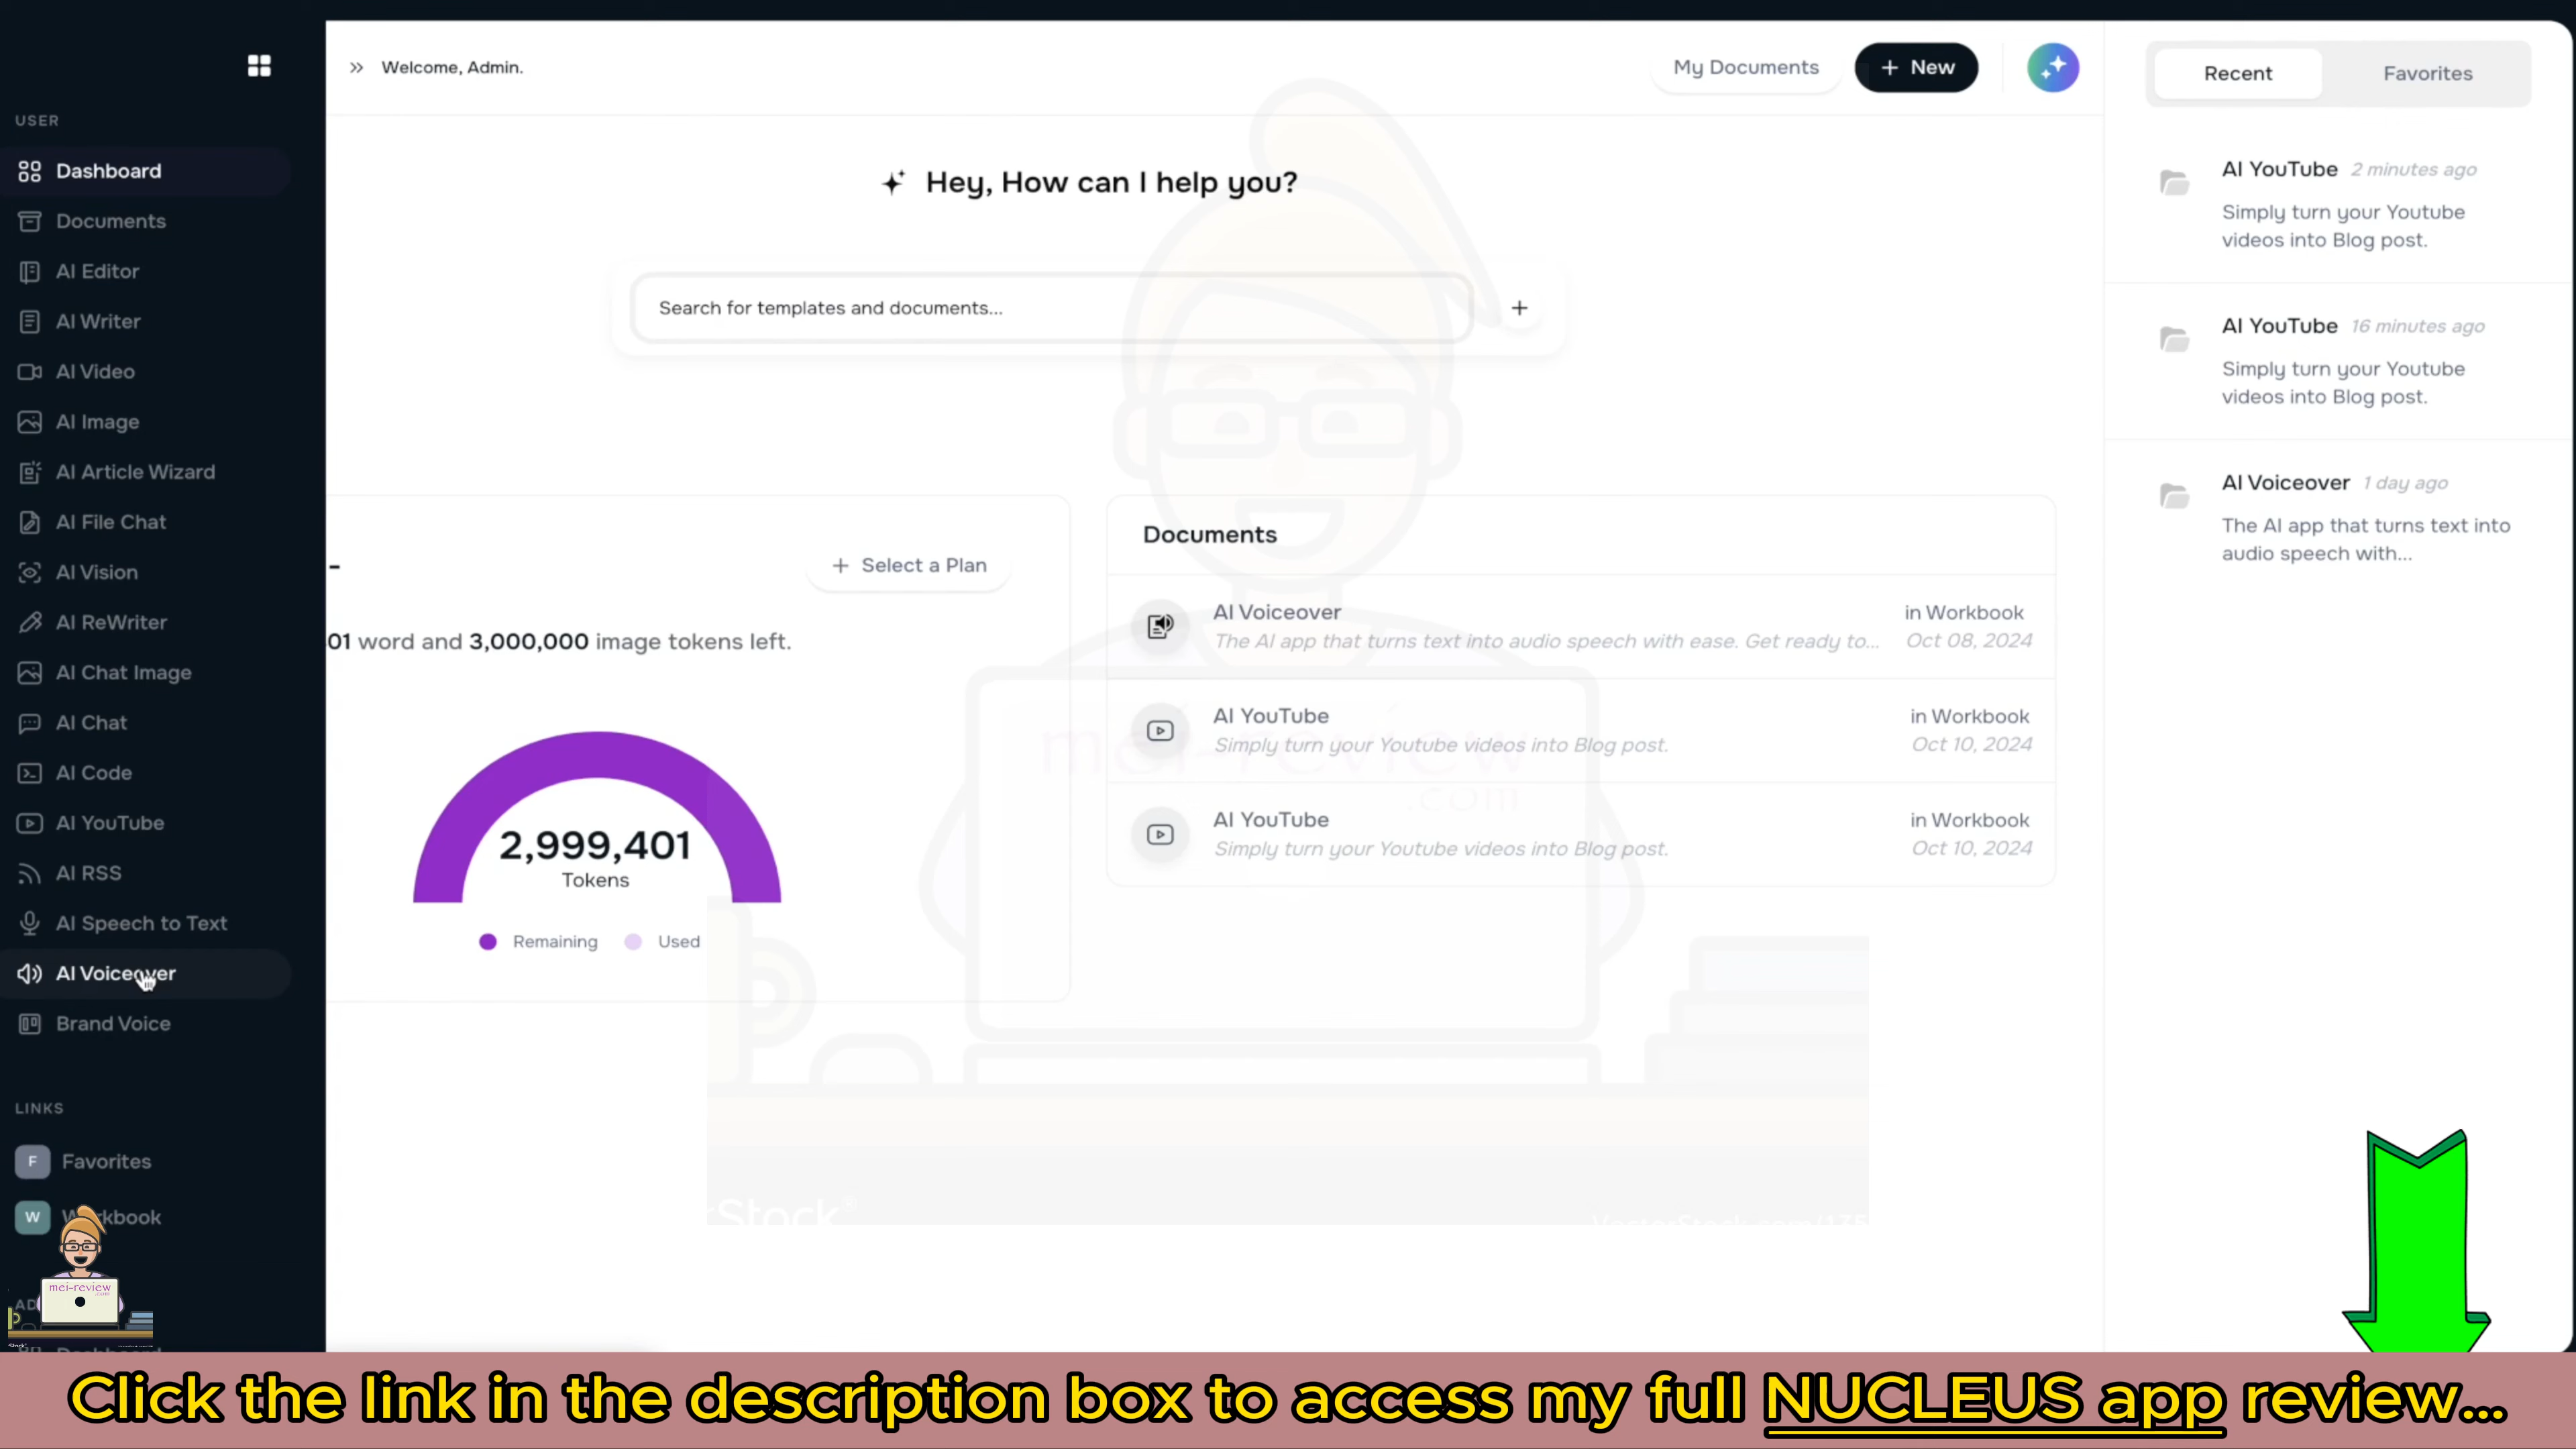 USER
Dashboard
Documents
AI Editor
AI Writer
AI Video
AI Image
AI Article Wizard
AI File Chat
AI Vision
AI ReWriter
AI Chat Image
AI Chat
AI Code
AI YouTube
AI RSS
AI Speech to Text
AI Voiceover
Brand Voice
LINKS
F Favorites
W Workbook
mei-review
.com
Welcome, Admin.
My Documents
+ New
Hey, How can I help you?
Search for templates and documents...
+ Select a Plan
01 word and 3,000,000 image tokens left.
2,999,401
Tokens
Remaining
Used
Documents
AI Voiceover
in Workbook
The AI app that turns text into audio speech with ease. Get ready to...
Oct 08, 2024
AI YouTube
in Workbook
Simply turn your Youtube videos into Blog post.
Oct 10, 2024
AI YouTube
in Workbook
Simply turn your Youtube videos into Blog post.
Oct 10, 2024
mei-review
.com
Recent
Favorites
AI YouTube 2 minutes ago
Simply turn your Youtube
videos into Blog post.
AI YouTube 16 minutes ago
Simply turn your Youtube
videos into Blog post.
AI Voiceover 1 day ago
The AI app that turns text into
audio speech with...
Click the link in the description box to access my full NUCLEUS app review...